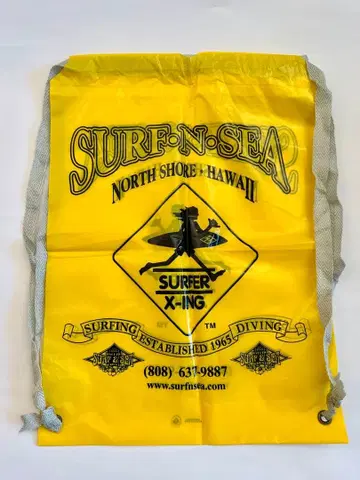 SURF•N•SEA
NORTH SHORE • HAWAII
SURFER
X-ING
TM
SURFING
ESTABLISHED 1965
DIVING
(808) 637-9887
www.surfnsea.com